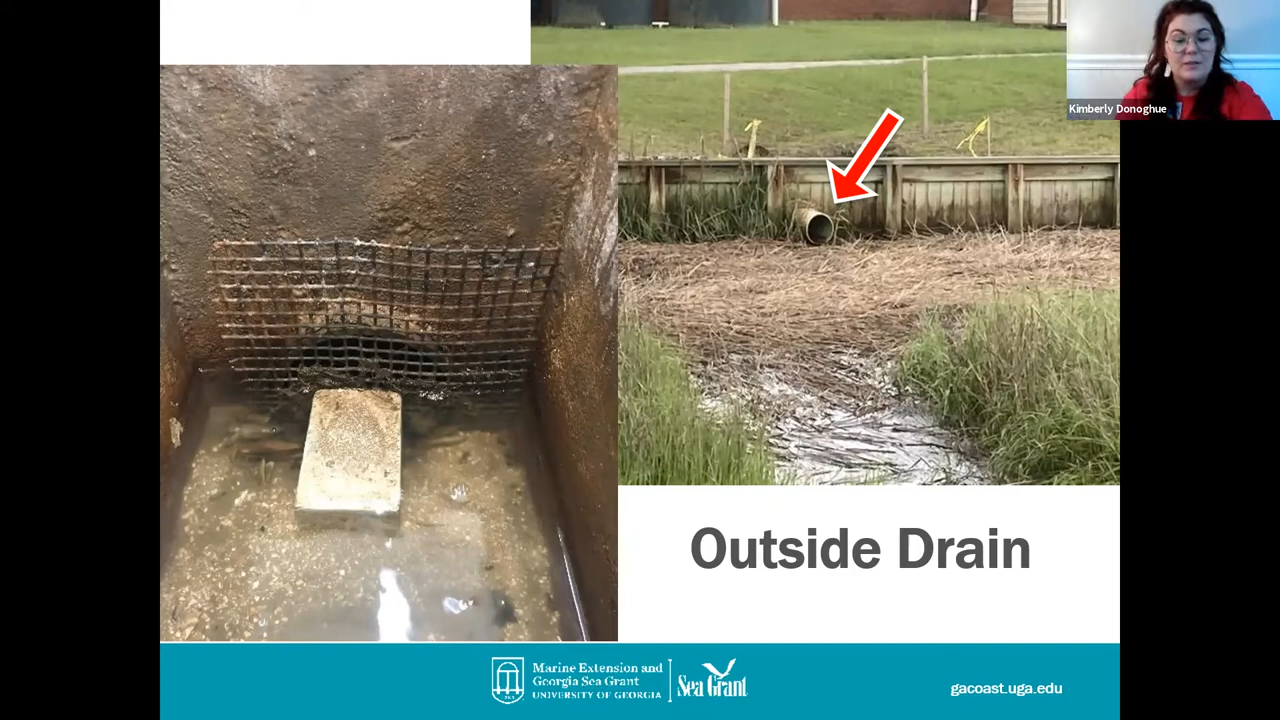 Kimberly Donoghue
Outside Drain
Marine Extension and
Georgia Sea Grant
UNIVERSITY OF GEORGIA
Sea Grant
gacoast.uga.edu